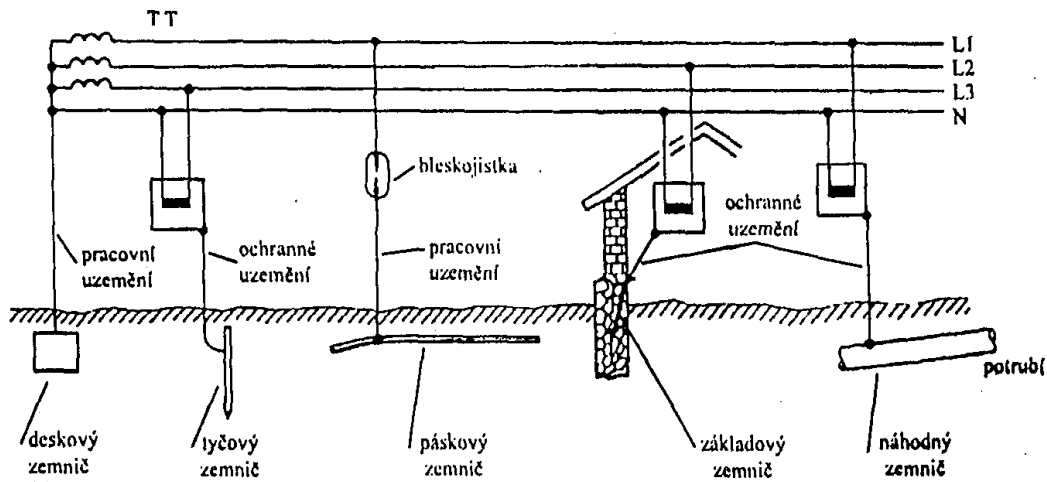 TT
L1
L2
L3
N
bleskojistka
ochranné
uzemění
pracovní
uzemění
ochranné
uzemění
pracovní
uzemění
potrubí
deskový
zemnič
tyčový
zemnič
páskový
zemnič
základový
zemnič
náhodný
zemnič